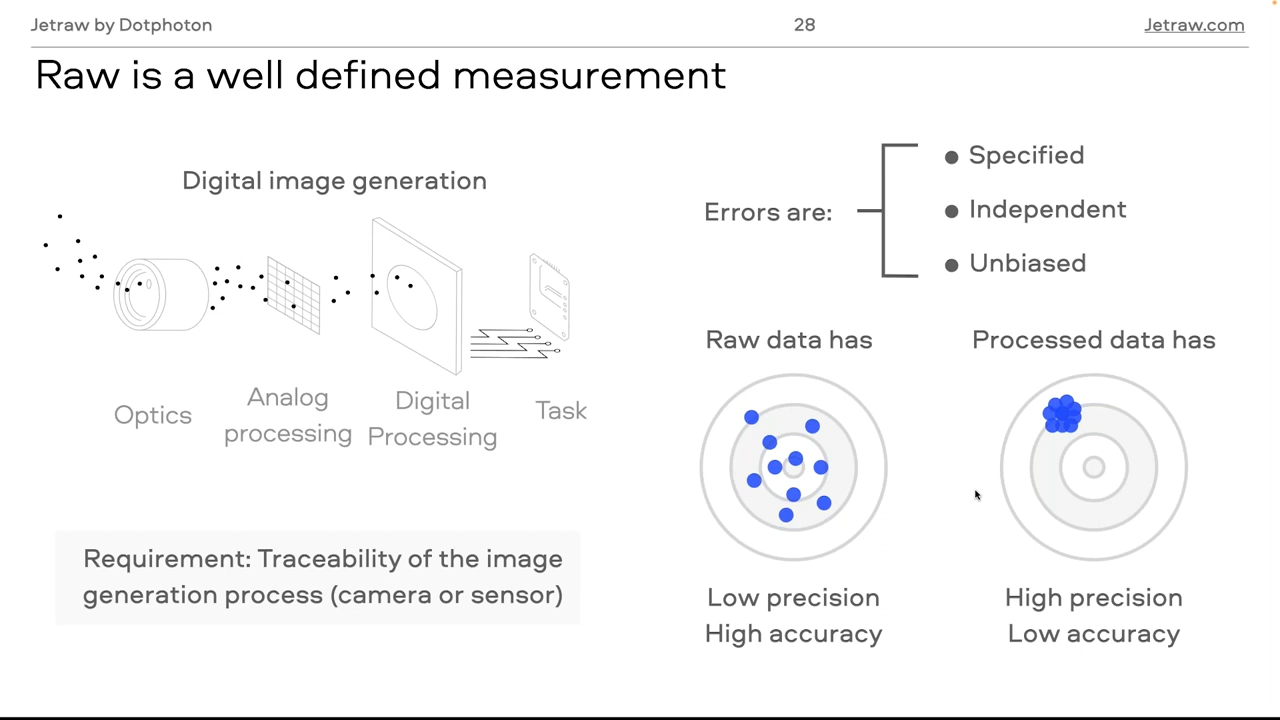 Jetraw by Dotphoton
28
Jetraw.com
Raw is a well defined measurement
Digital image generation
Optics
Analog
processing
Digital
Processing
Task
Requirement: Traceability of the image
generation process (camera or sensor)
Errors are:
Specified
Independent
Unbiased
Raw data has
Low precision
High accuracy
Processed data has
High precision
Low accuracy